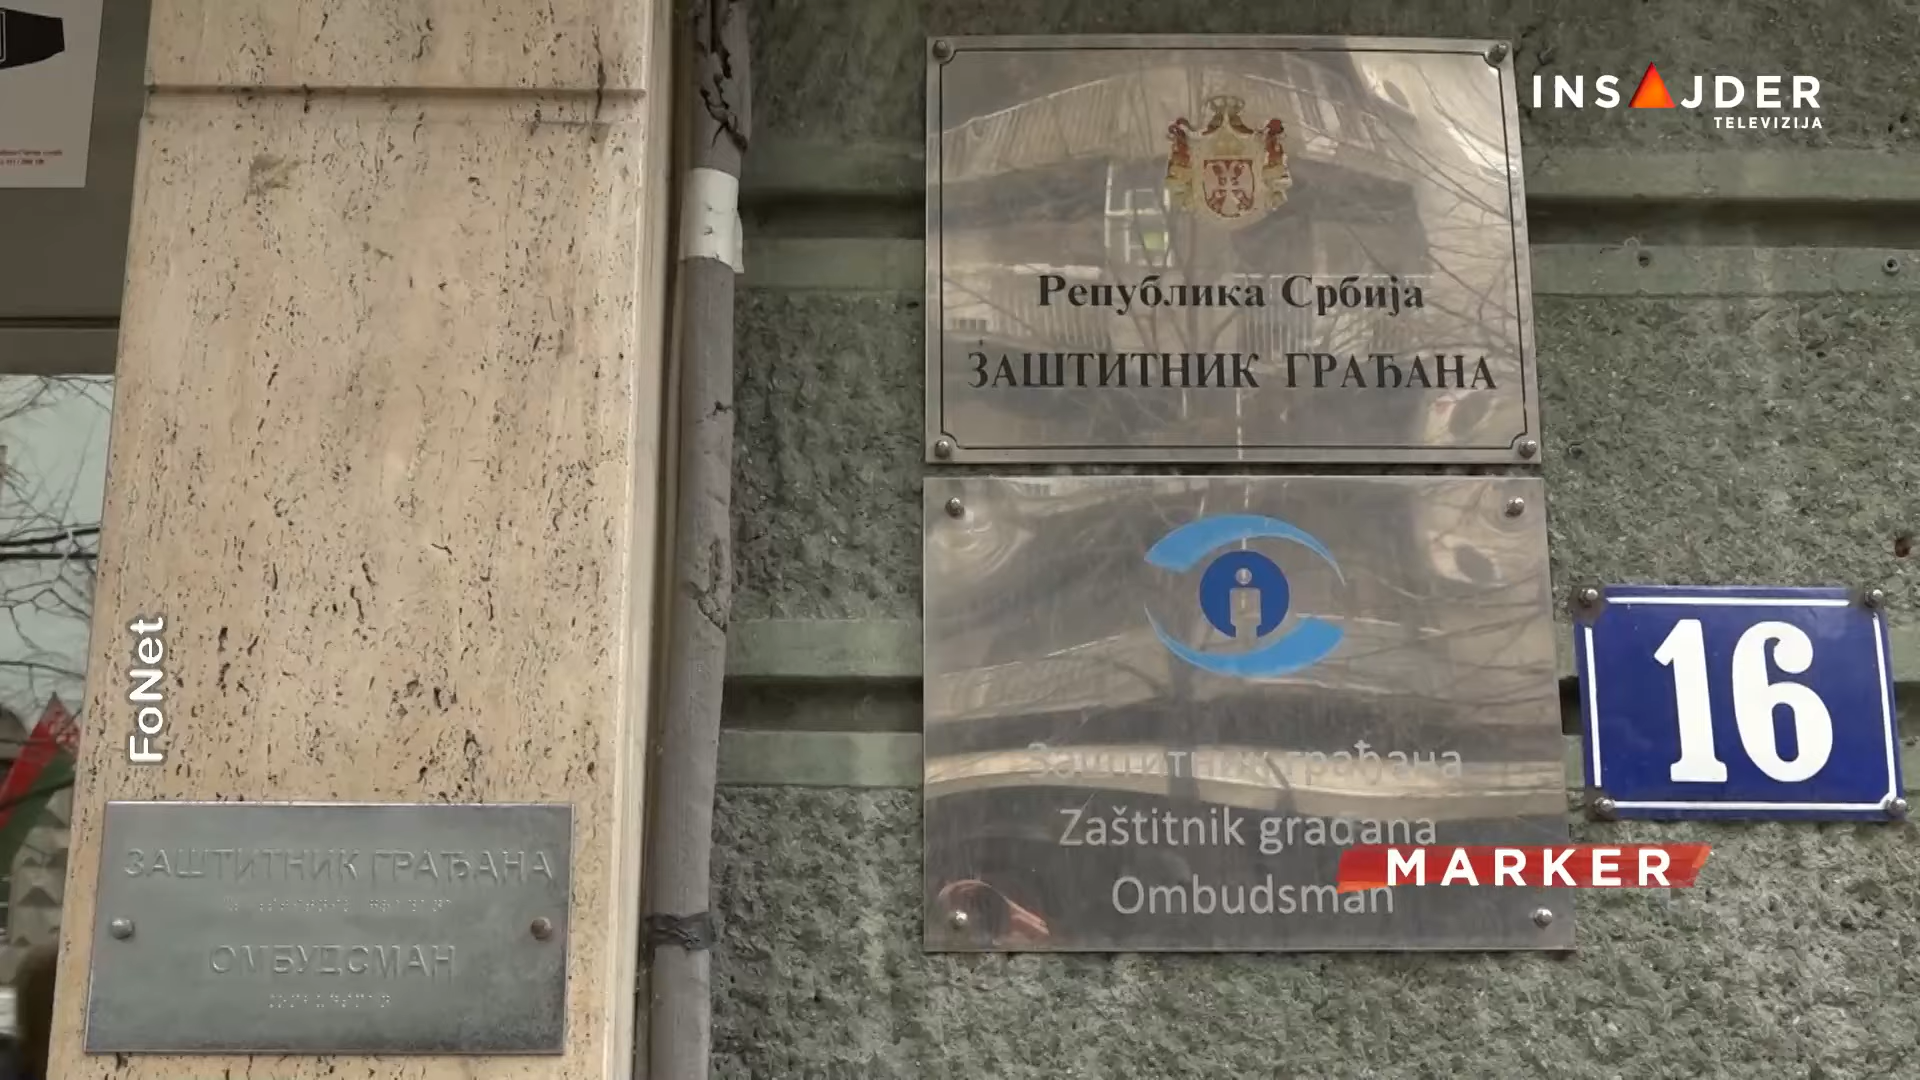 INSAJDER
TELEVIZIJA
Република Србија
ЗАШТИТНИК ГРАЂАНА
Заштитник грађана
Zaštitnik građana
Ombudsman
MARKER
16
FoNet
ЗАШТИТНИК ГРАЂАНА
ОМБУДСМАН